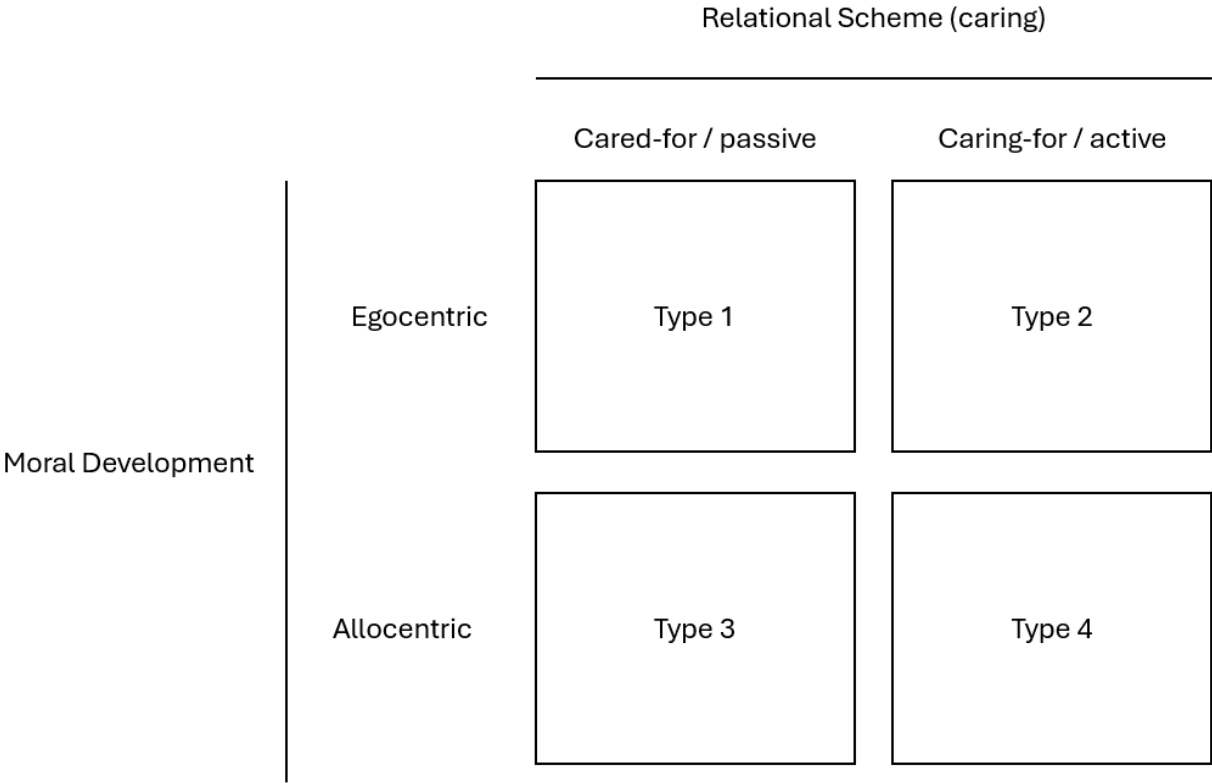 Relational Scheme (caring)
Cared-for / passive
Caring-for / active
Egocentric
Type 1
Type 2
Moral Development
Allocentric
Type 3
Type 4